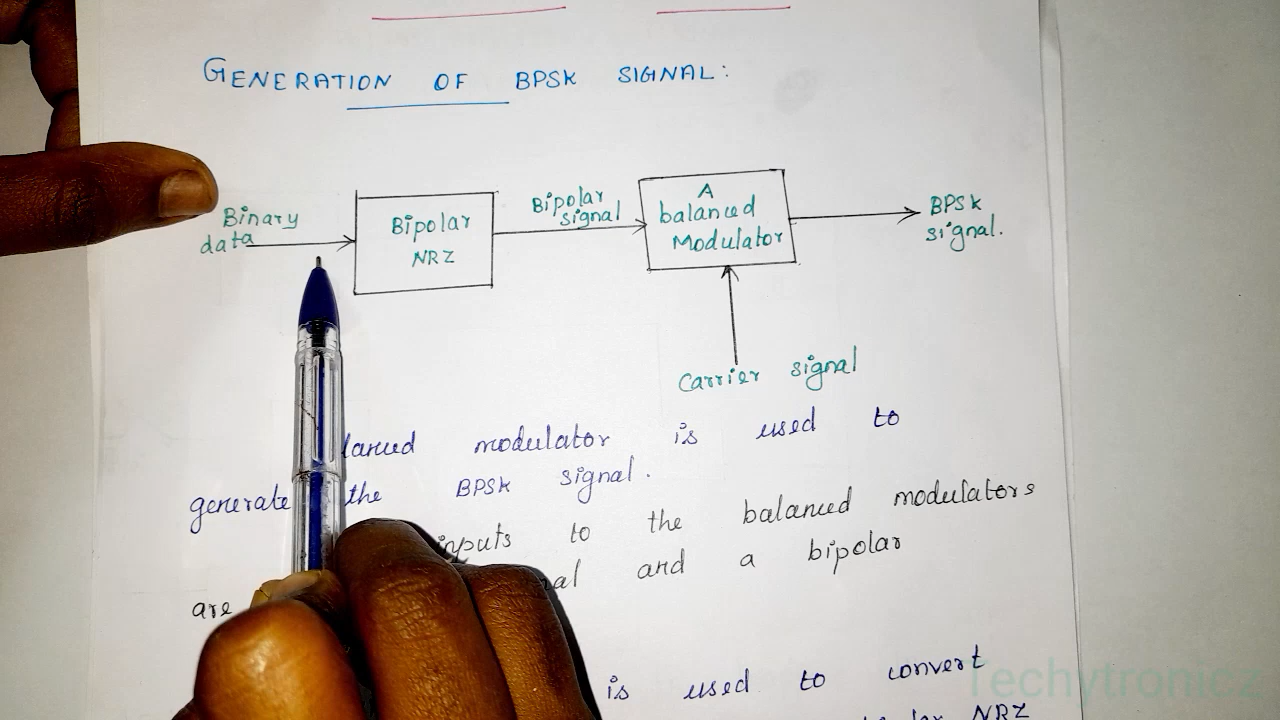 GENERATION OF BPSK SIGNAL:
Binary
data
Bipolar
NRZ
Bipolar
signal
A
balanced
Modulator
BPSK
signal.
Carrier signal
lanced modulator is used to
generate the BPSK signal.
inputs to the balanced modulators
are al and a bipolar
is used to convert
NRZ
Techytronicz